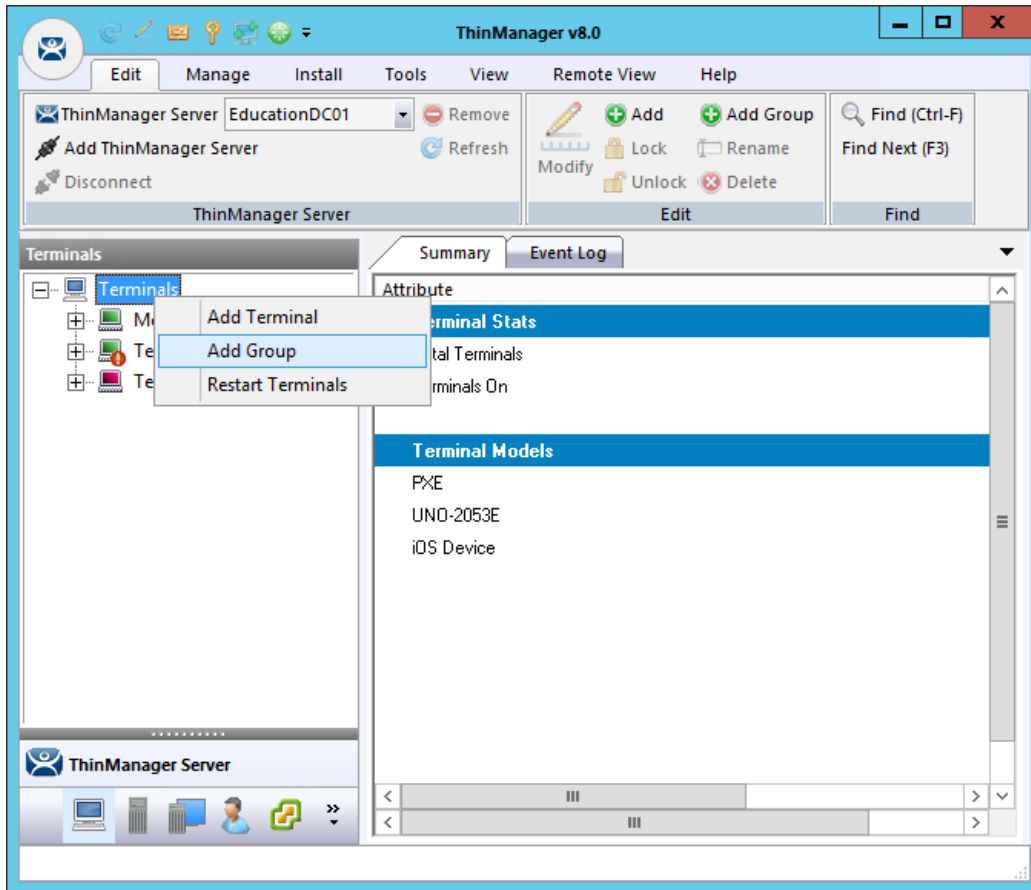 ThinManager v8.0
Edit Manage Install Tools View Remote View Help
ThinManager Server EducationDC01 Remove
Add ThinManager Server Refresh
Disconnect
ThinManager Server
Modify
Add Add Group
Lock Rename
Unlock Delete
Edit
Find (Ctrl-F)
Find Next (F3)
Find
Terminals
Terminals
Add Terminal
Add Group
Restart Terminals
ThinManager Server
Summary Event Log
Attribute
Stats
Terminals
On
Terminal Models
PXE
UNO-2053E
iOS Device